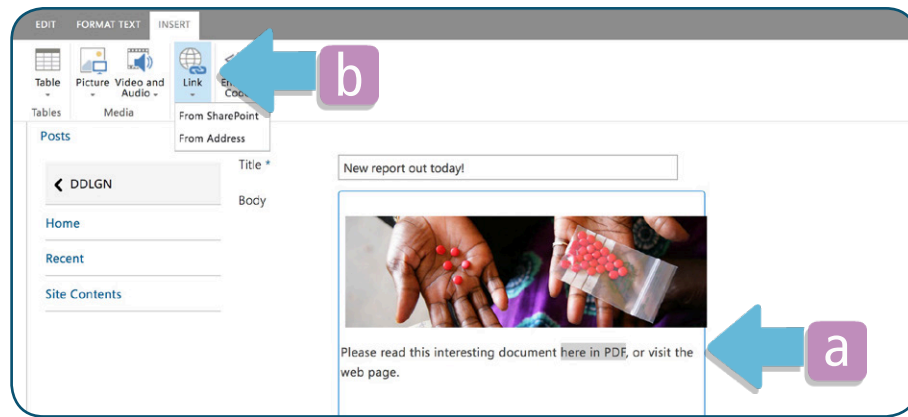 EDIT FORMAT TEXT INSERT
Table Picture Video and Audio Link
Tables Media
From SharePoint
From Address
b
Posts
DDLGN
Home
Recent
Site Contents
Title *
New report out today!
Body
Please read this interesting document here in PDF, or visit the
web page.
a